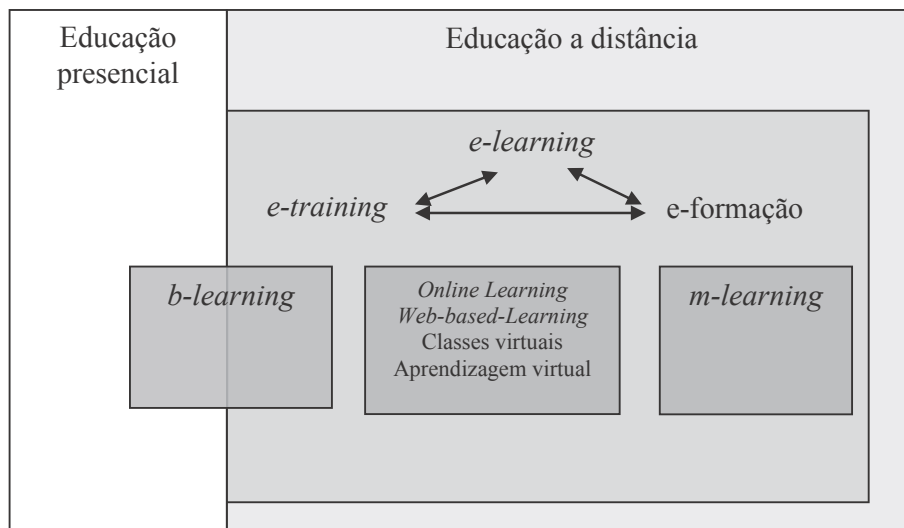 Educação
presencial
Educação a distância
e-learning
e-training
e-formação
b-learning
Online Learning
Web-based-Learning
Classes virtuais
Aprendizagem virtual
m-learning